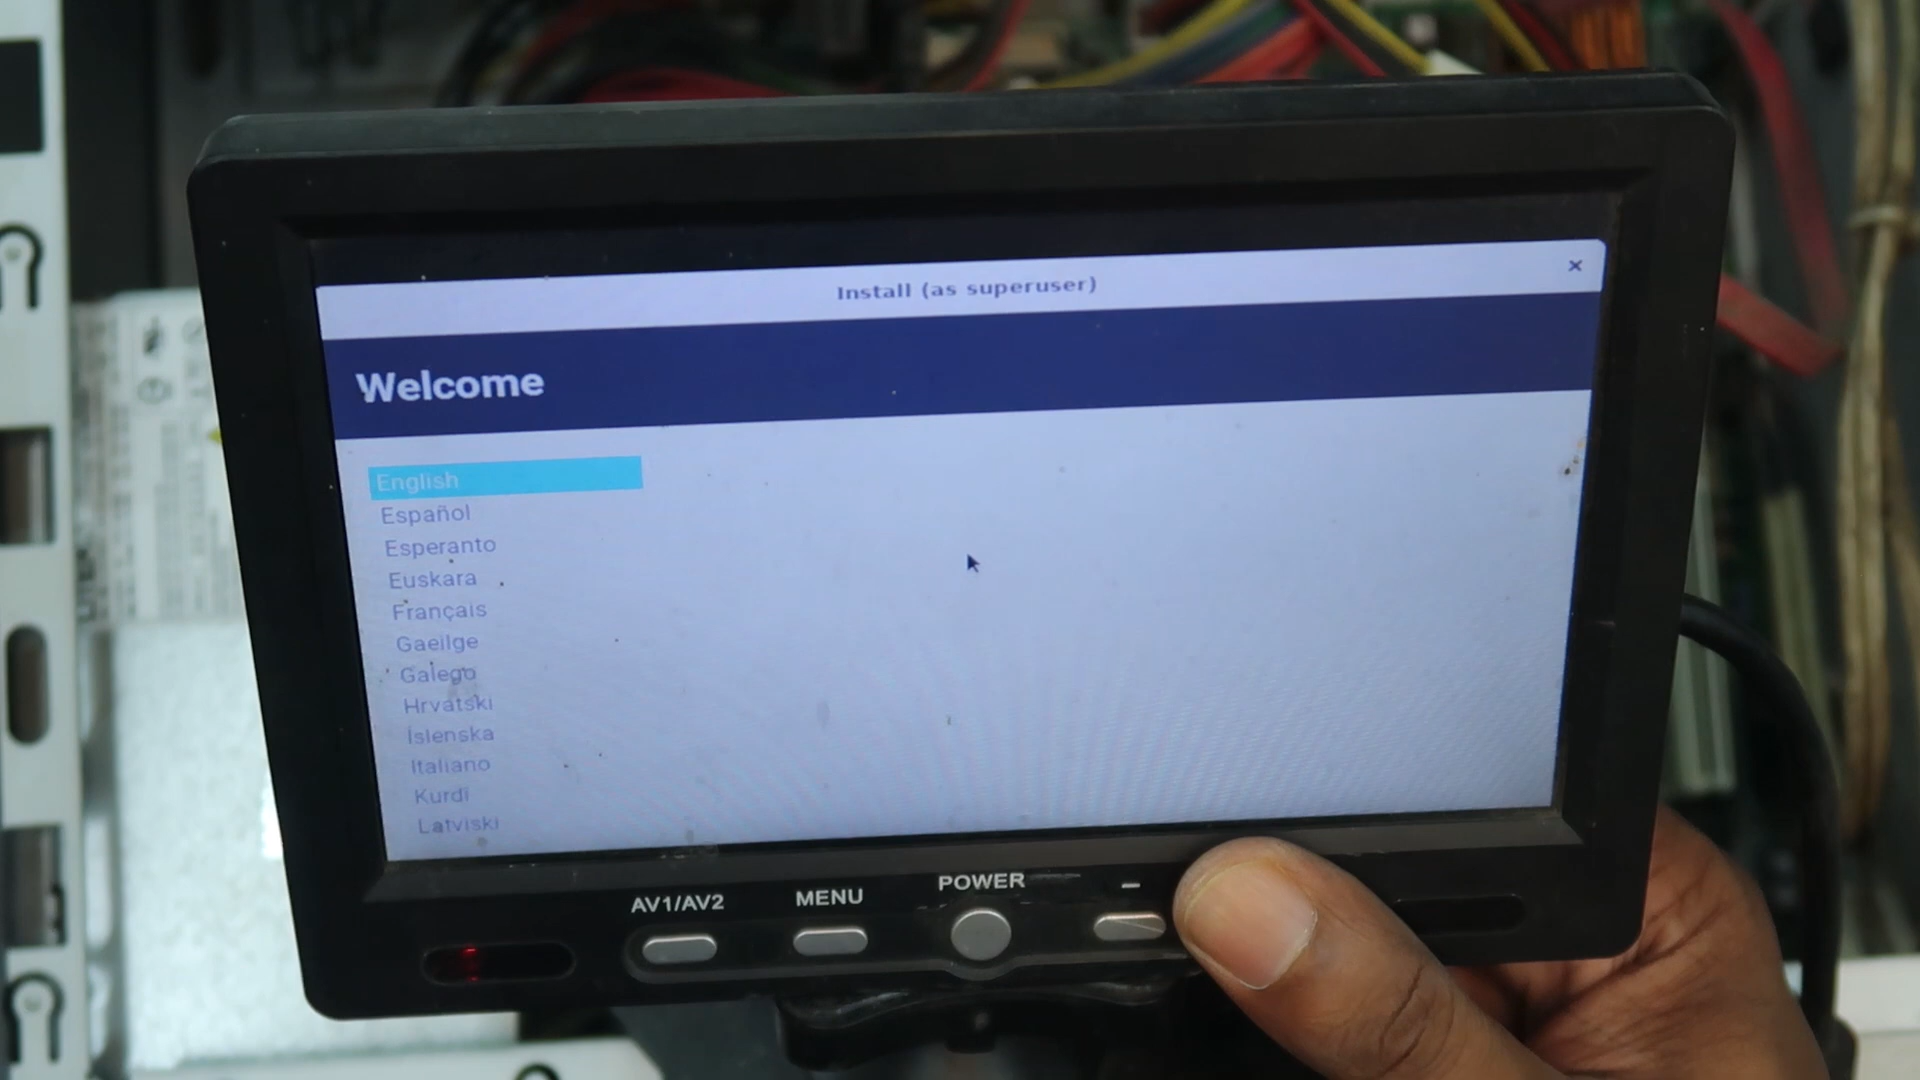 Install (as superuser)
×
Welcome
English
Español
Esperanto
Euskara
Français
Gaeilge
Galego
Hrvatski
Íslenska
Italiano
Kurdî
Latviski
AV1/AV2
MENU
POWER
–